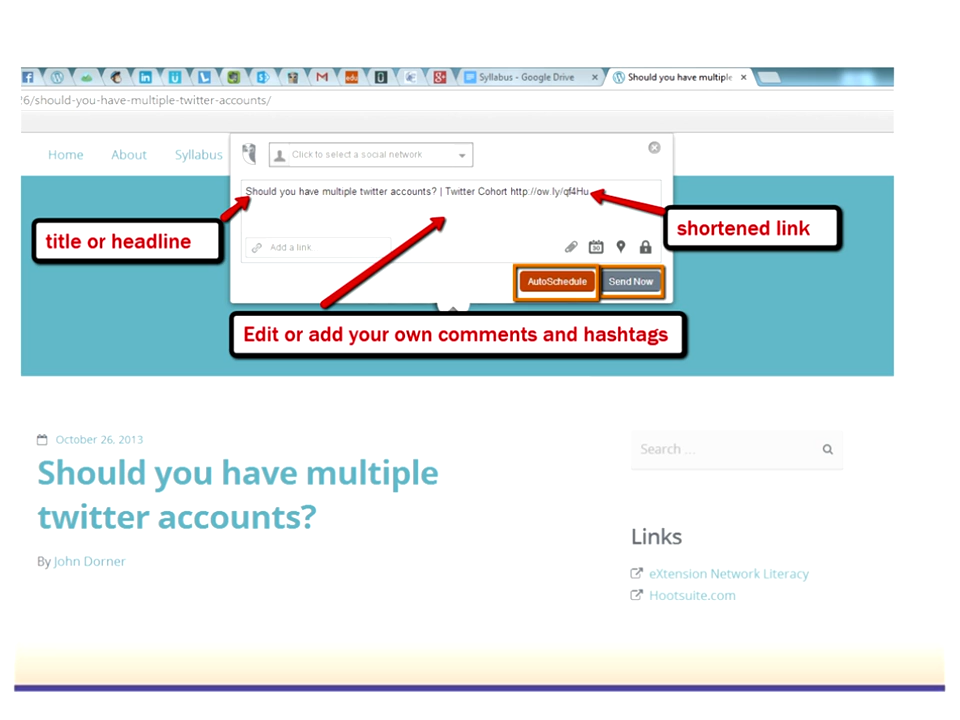 Syllabus - Google Drive
Should you have multiple
/should-you-have-multiple-twitter-accounts/
Home About Syllabus
Click to select a social network
Should you have multiple twitter accounts? | Twitter Cohort http://ow.ly/qf4Hu
title or headline
shortened link
Add a link
AutoSchedule Send Now
Edit or add your own comments and hashtags
October 26, 2013
Should you have multiple
twitter accounts?
By John Dorner
Search ...
Links
eXtension Network Literacy
Hootsuite.com